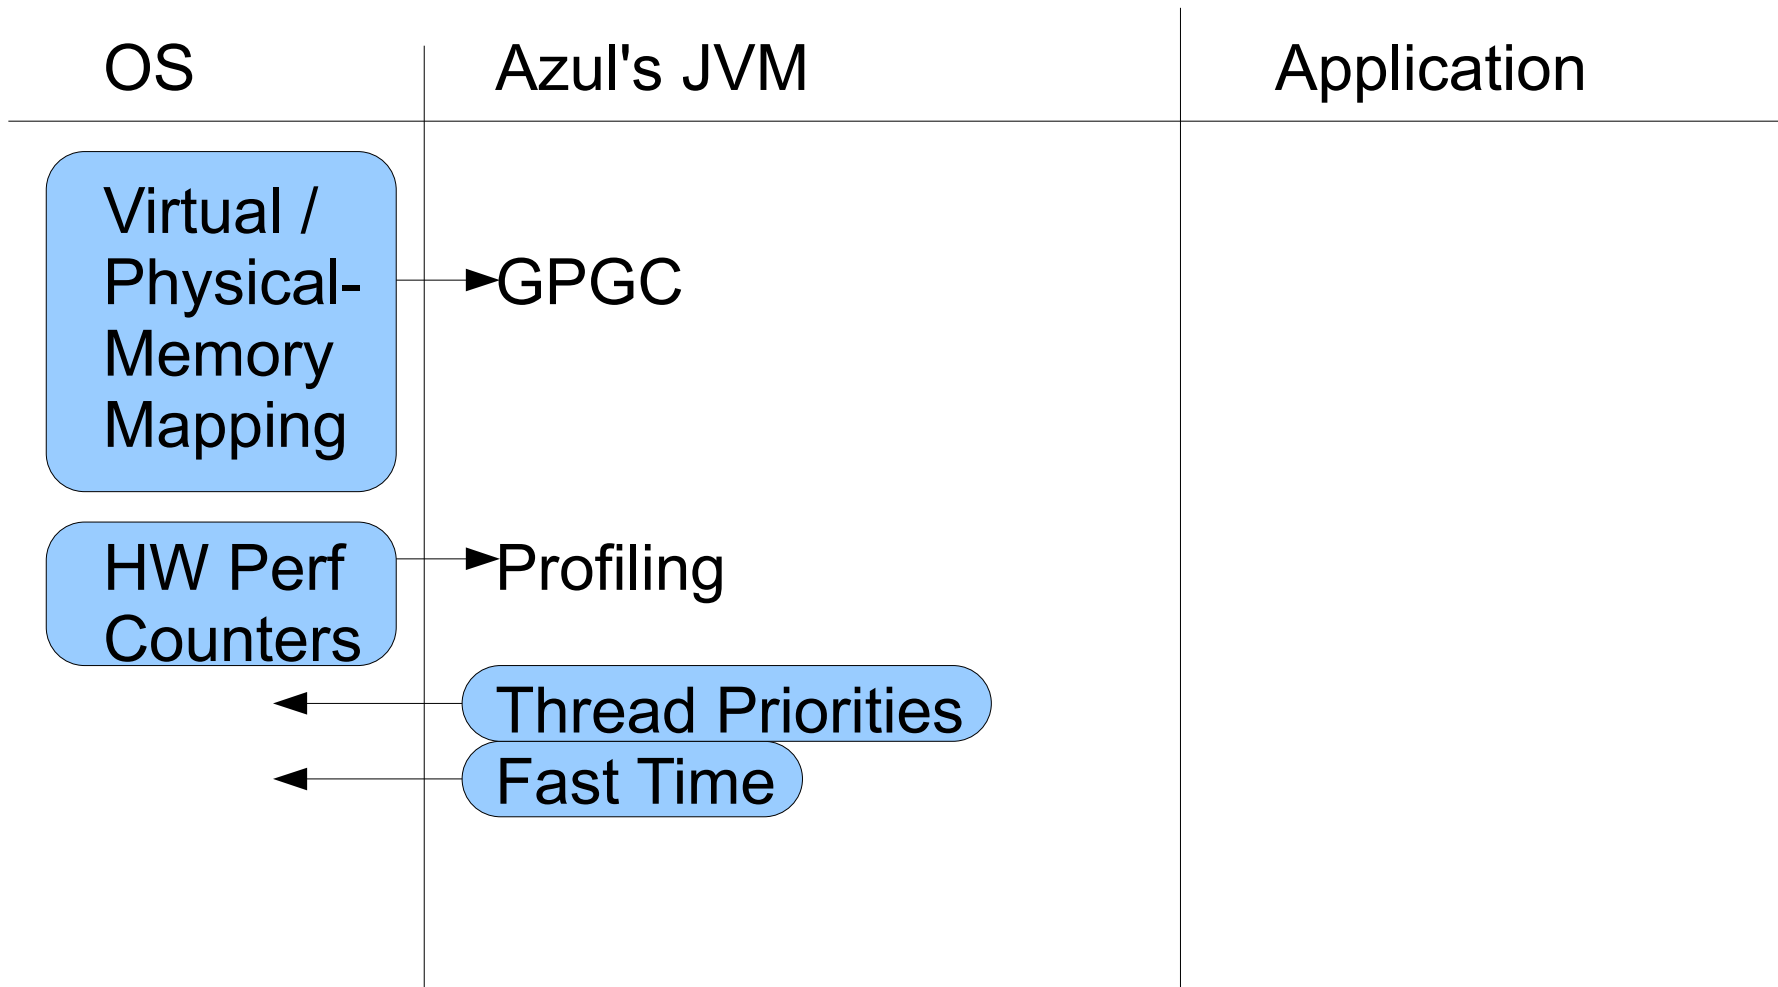 OS
Azul's JVM
Application
Virtual /
Physical-
Memory
Mapping
GPGC
HW Perf
Counters
Profiling
Thread Priorities
Fast Time